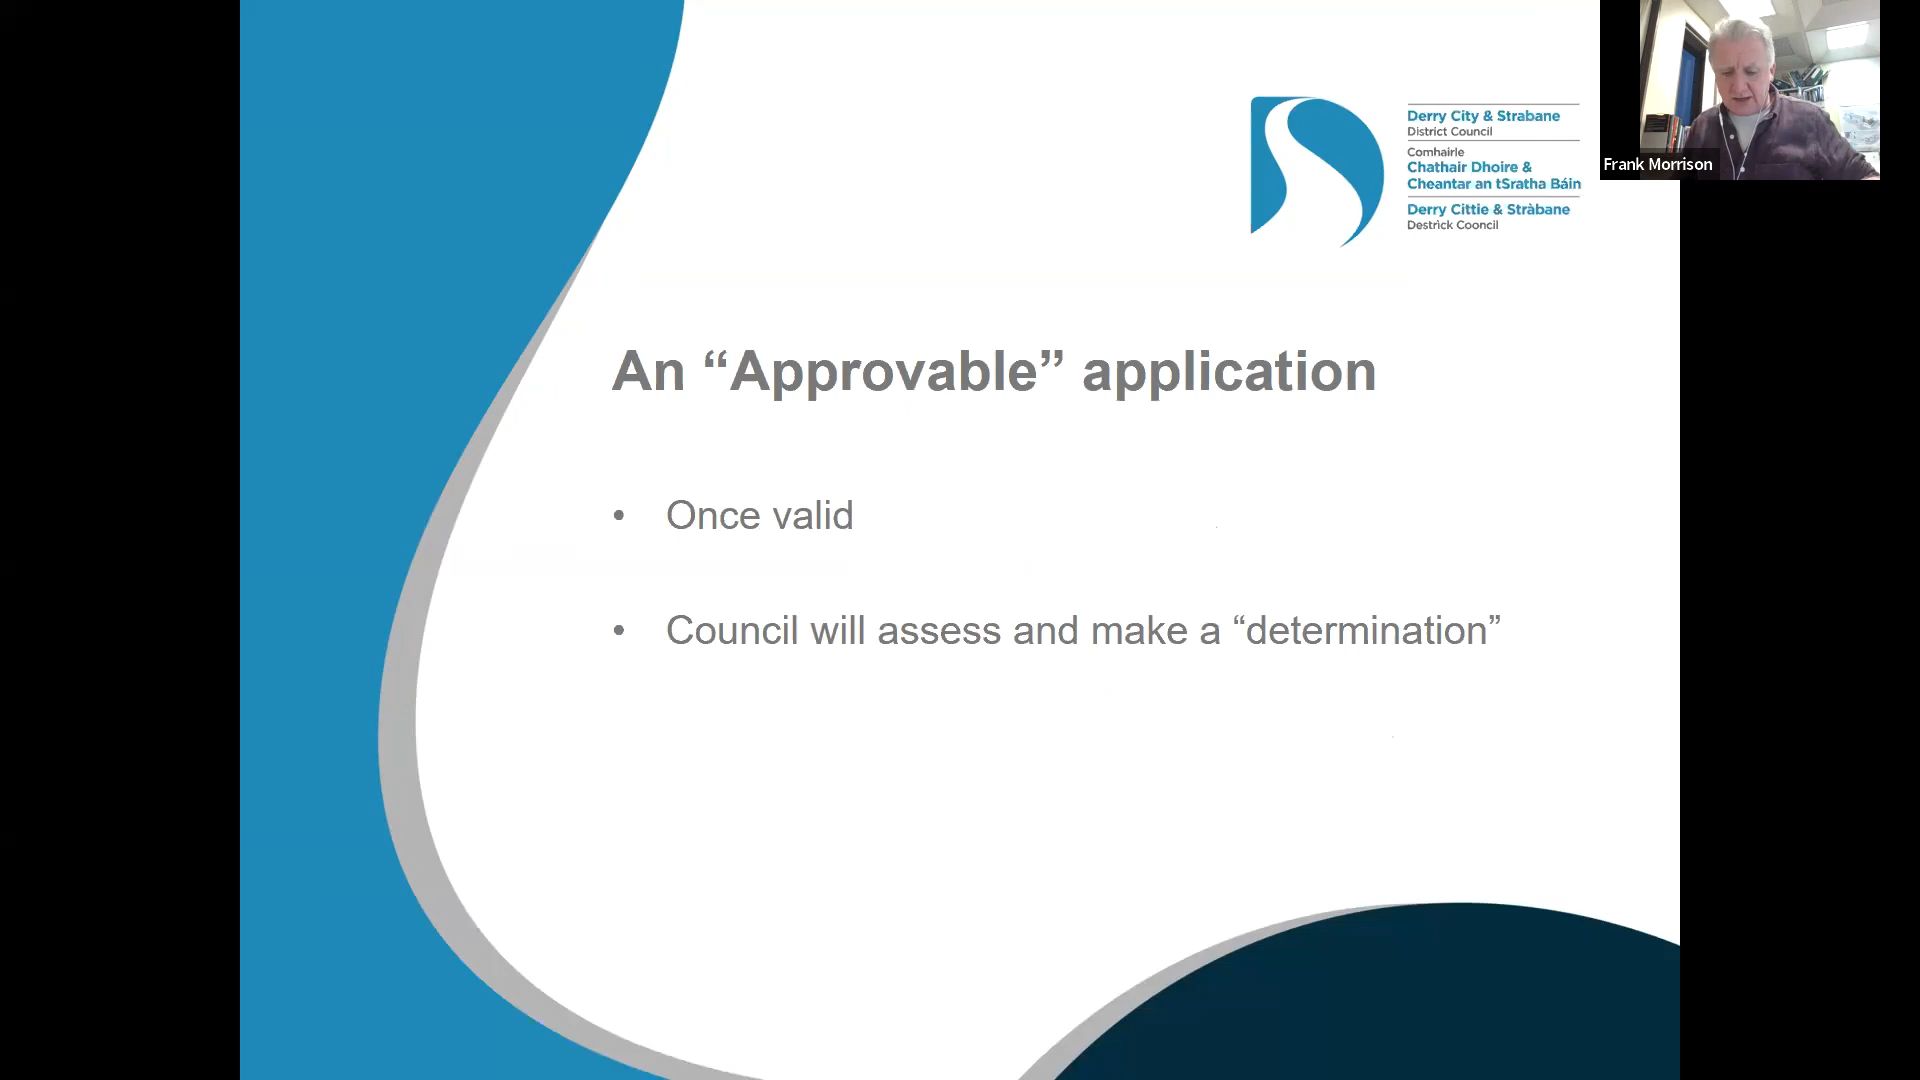 Derry City & Strabane
District Council
Comhairle
Chathair Dhoire &
Cheantar an tSratha Báin
Derry Cittie & Stràbane
Destrìck Cooncil
Frank Morrison
An “Approvable” application
• Once valid
• Council will assess and make a “determination”